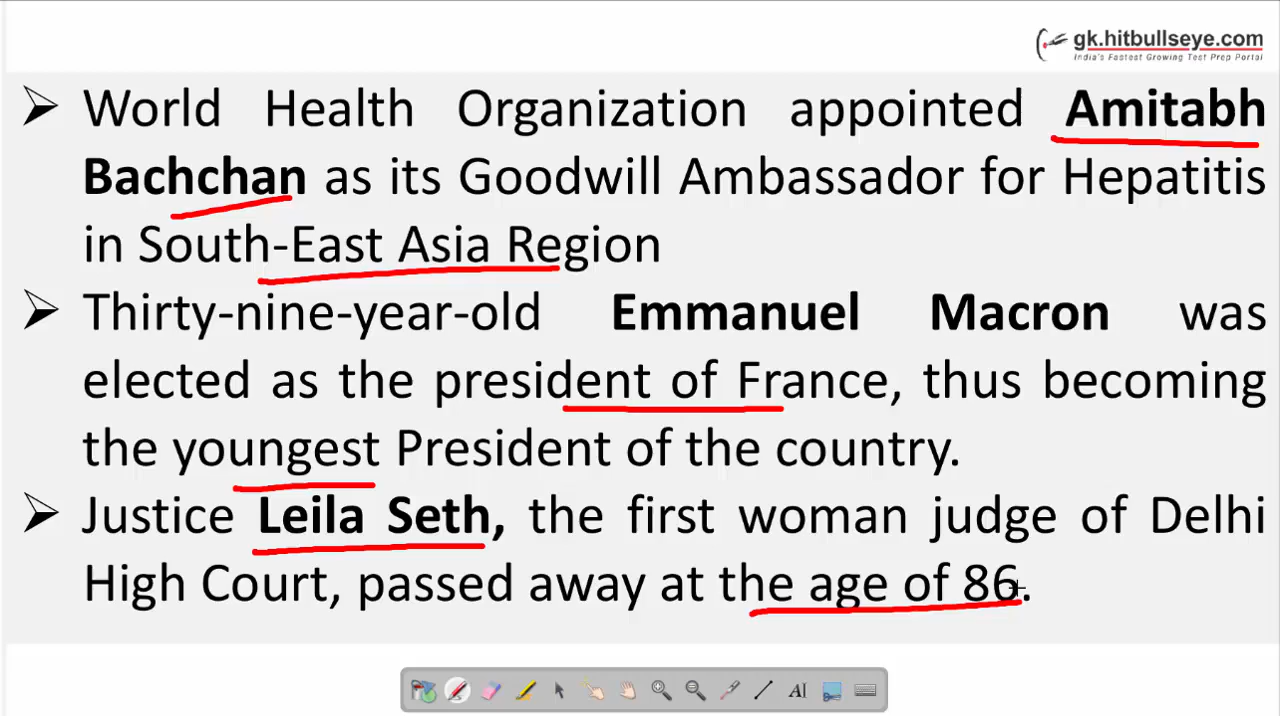 gk.hitbullseye.com
India's Fastest Growing Test Prep Portal
➢ World Health Organization appointed Amitabh
Bachchan as its Goodwill Ambassador for Hepatitis
in South-East Asia Region
➢ Thirty-nine-year-old Emmanuel Macron was
elected as the president of France, thus becoming
the youngest President of the country.
➢ Justice Leila Seth, the first woman judge of Delhi
High Court, passed away at the age of 86.
AI